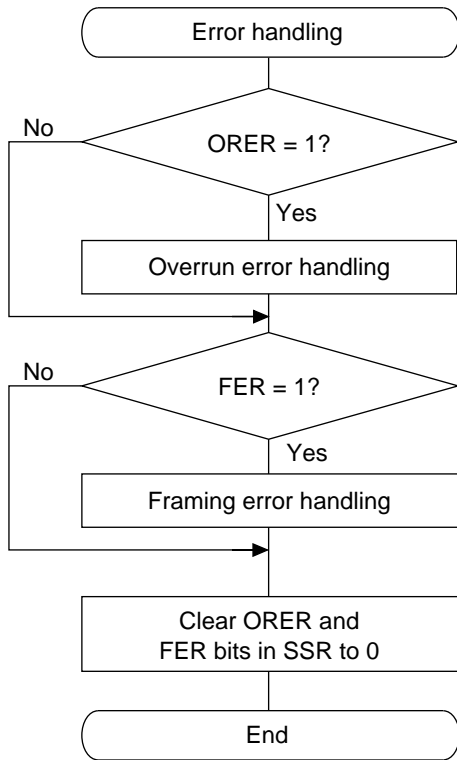 Error handling
No
ORER = 1?
Yes
Overrun error handling
No
FER = 1?
Yes
Framing error handling
Clear ORER and
FER bits in SSR to 0
End